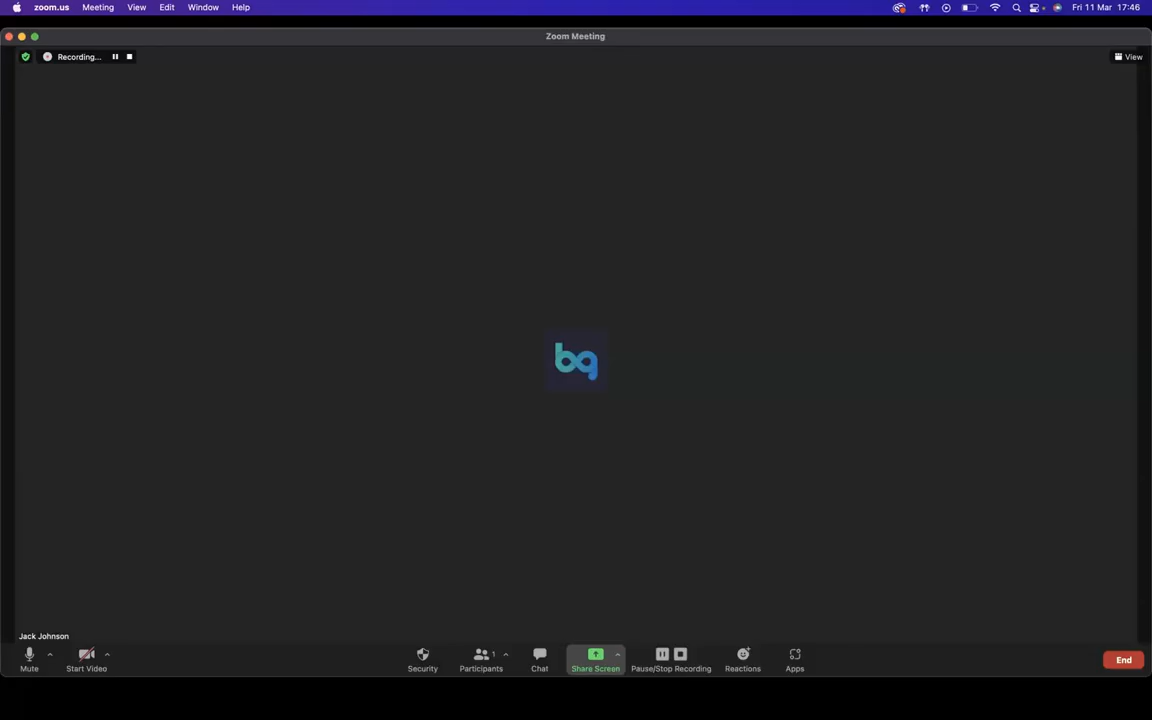 zoom.us Meeting View Edit Window Help Fri 11 Mar 17:46
Zoom Meeting
Recording... View
bg
Jack Johnson
Mute Start Video Security Participants 1 Chat Share Screen Pause/Stop Recording Reactions Apps End